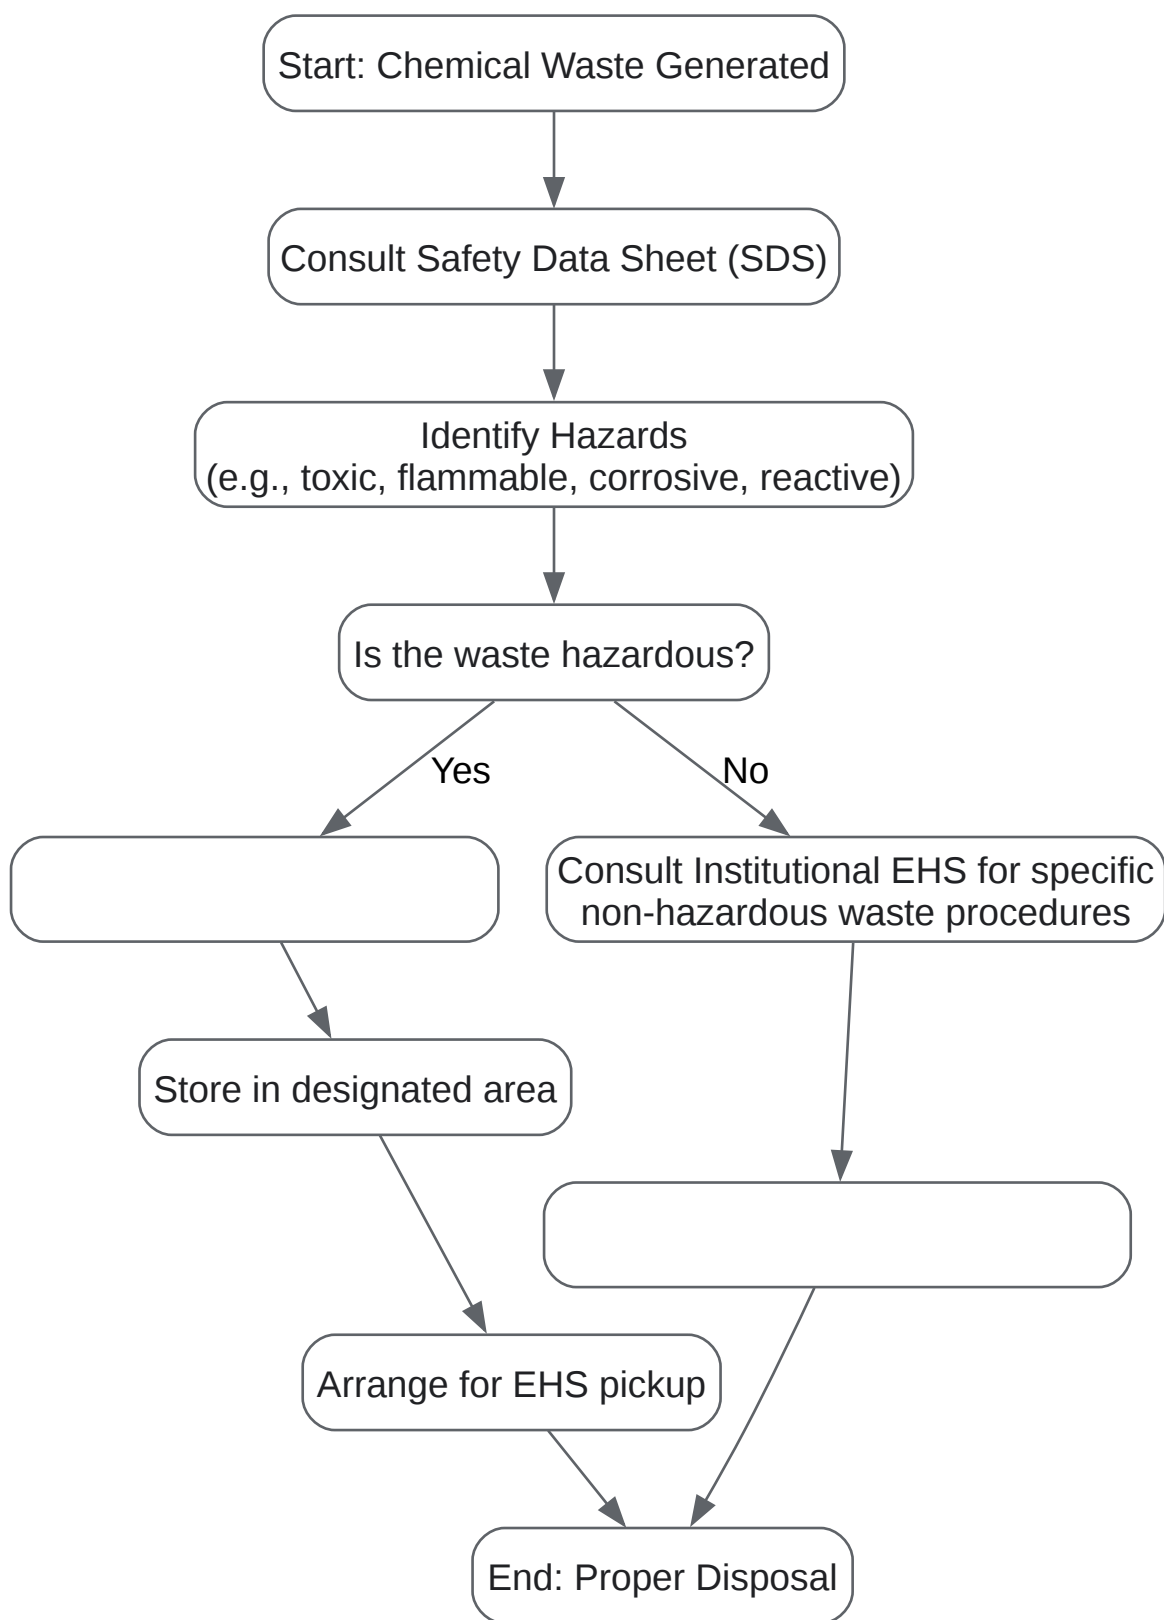 Start: Chemical Waste Generated
Consult Safety Data Sheet (SDS)
Identify Hazards
(e.g., toxic, flammable, corrosive, reactive)
Is the waste hazardous?
Yes
No
Consult Institutional EHS for specific
non-hazardous waste procedures
Store in designated area
Arrange for EHS pickup
End: Proper Disposal